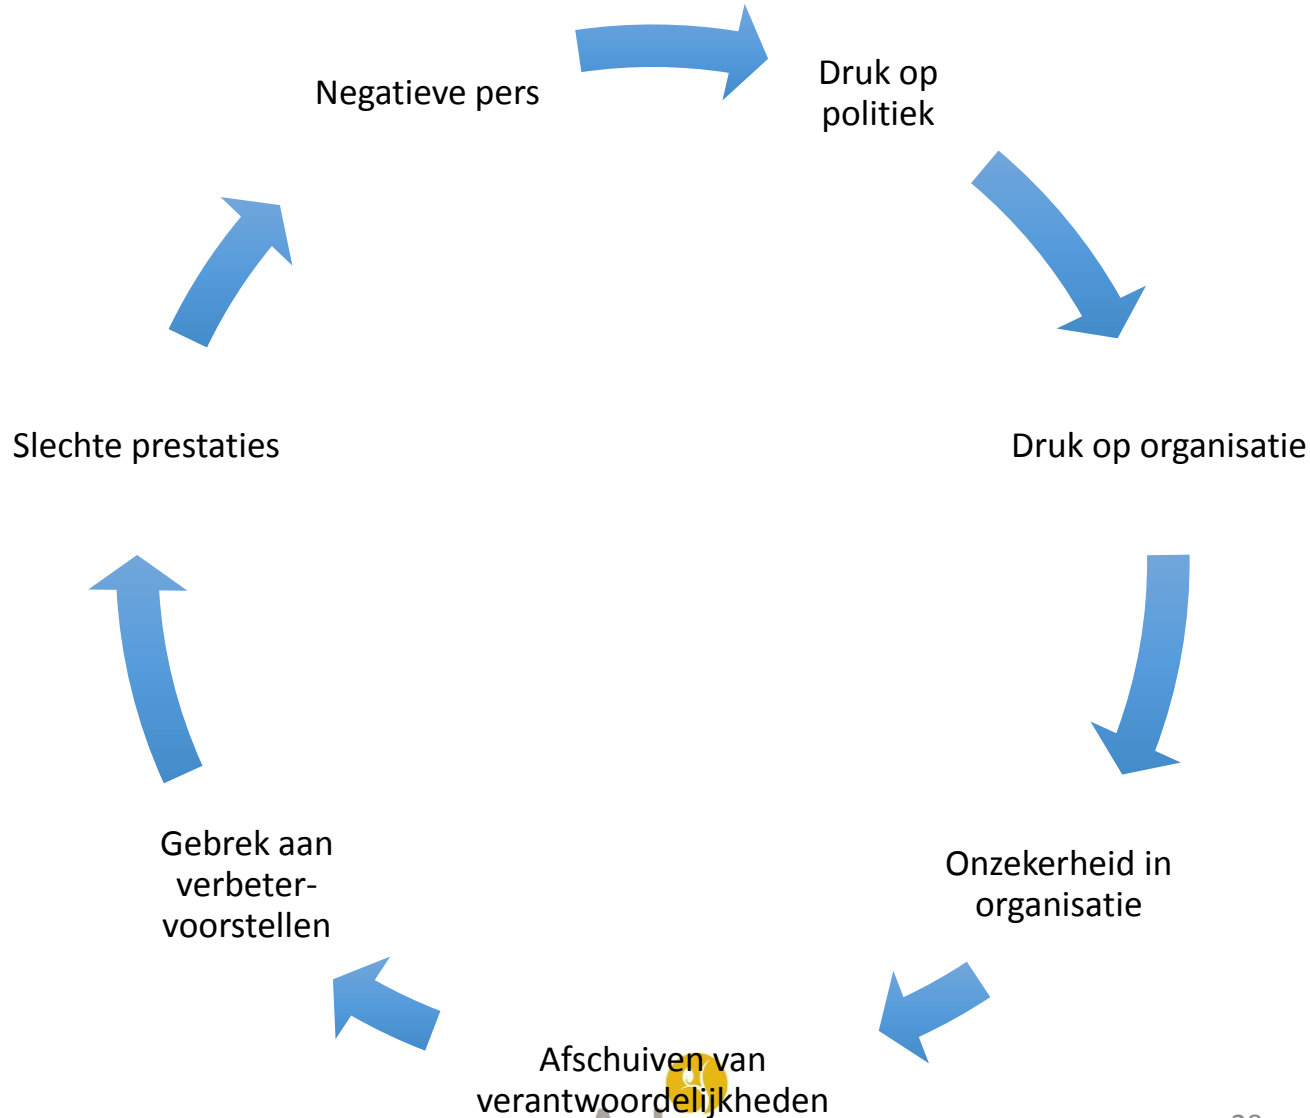 Negatieve pers
Druk op
politiek
Druk op organisatie
Onzekerheid in
organisatie
Afschuiven van
verantwoordelijkheden
Gebrek aan
verbeter-
voorstellen
Slechte prestaties